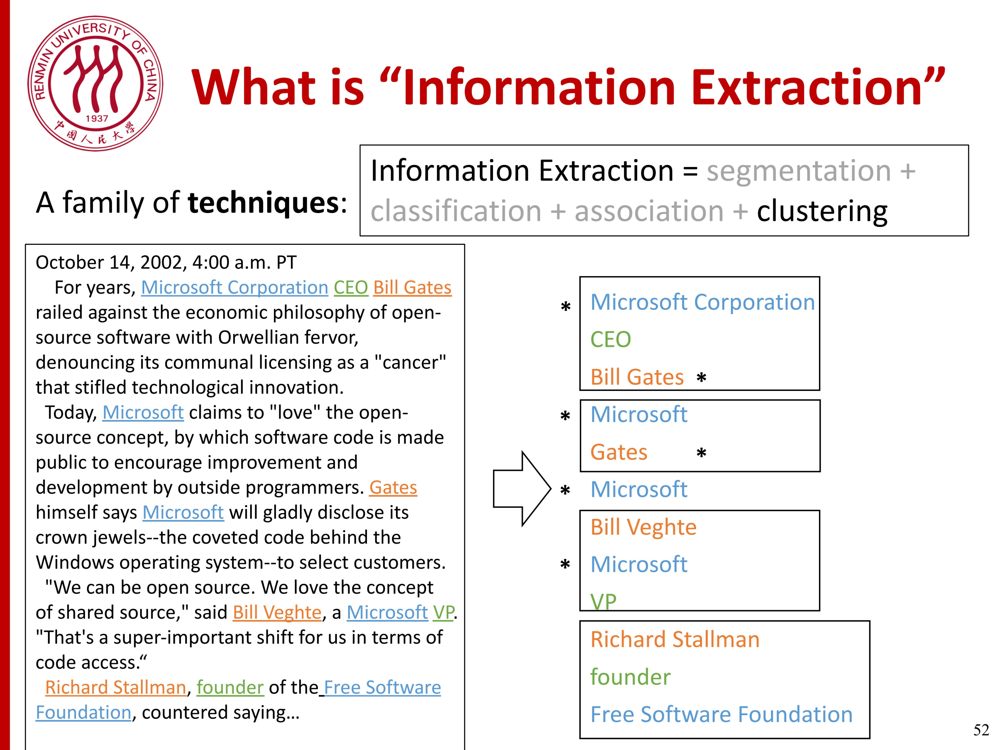 RENMIN UNIVERSITY OF CHINA
1937
中國人民大學
What is “Information Extraction”
A family of techniques:
Information Extraction = segmentation +
classification + association + clustering
October 14, 2002, 4:00 a.m. PT
For years, Microsoft Corporation CEO Bill Gates
railed against the economic philosophy of open-
source software with Orwellian fervor,
denouncing its communal licensing as a "cancer"
that stifled technological innovation.
Today, Microsoft claims to "love" the open-
source concept, by which software code is made
public to encourage improvement and
development by outside programmers. Gates
himself says Microsoft will gladly disclose its
crown jewels--the coveted code behind the
Windows operating system--to select customers.
"We can be open source. We love the concept
of shared source," said Bill Veghte, a Microsoft VP.
"That's a super-important shift for us in terms of
code access.“
Richard Stallman, founder of the Free Software
Foundation, countered saying…
* Microsoft Corporation
CEO
Bill Gates *
* Microsoft
Gates *
* Microsoft
Bill Veghte
* Microsoft
VP
Richard Stallman
founder
Free Software Foundation
52